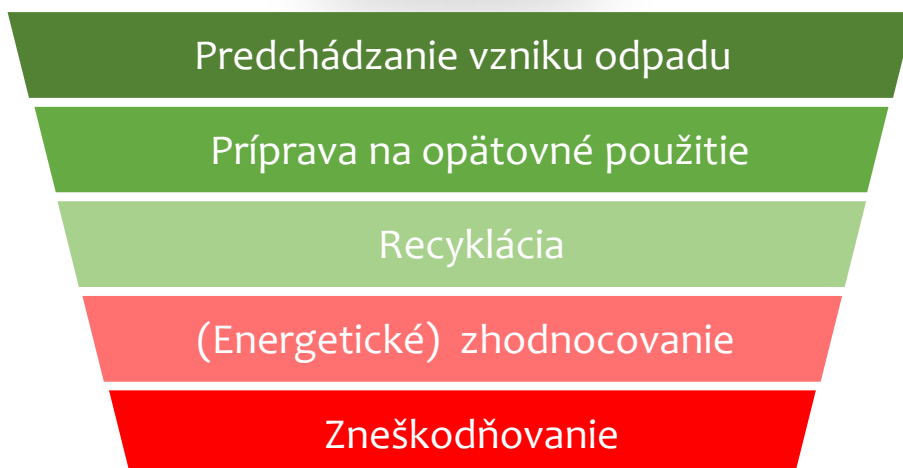 Predchádzanie vzniku odpadu
Príprava na opätovné použitie
Recyklácia
(Energetické) zhodnocovanie
Zneškodňovanie